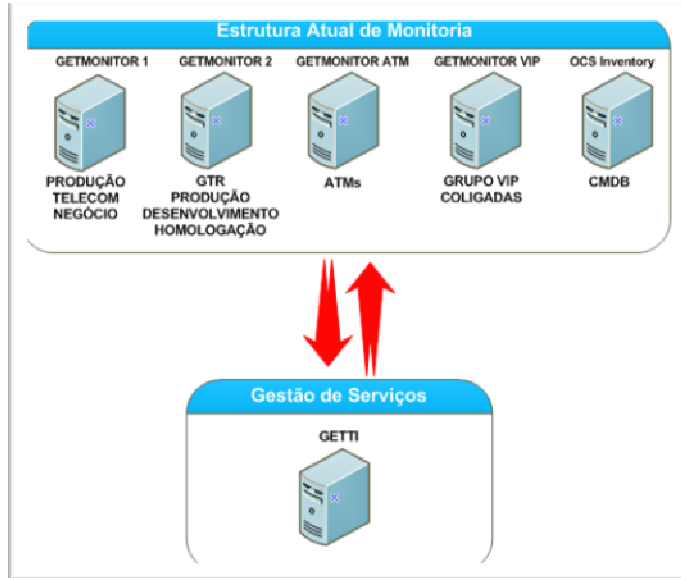 Estrutura Atual de Monitoria
GETMONITOR 1 GETMONITOR 2 GETMONITOR ATM GETMONITOR VIP OCS Inventory
PRODUÇÃO
TELECOM
NEGÓCIO
GTR
PRODUÇÃO
DESENVOLVIMENTO
HOMOLOGAÇÃO
ATMs
GRUPO VIP
COLIGADAS
CMDB
Gestão de Serviços
GETTI